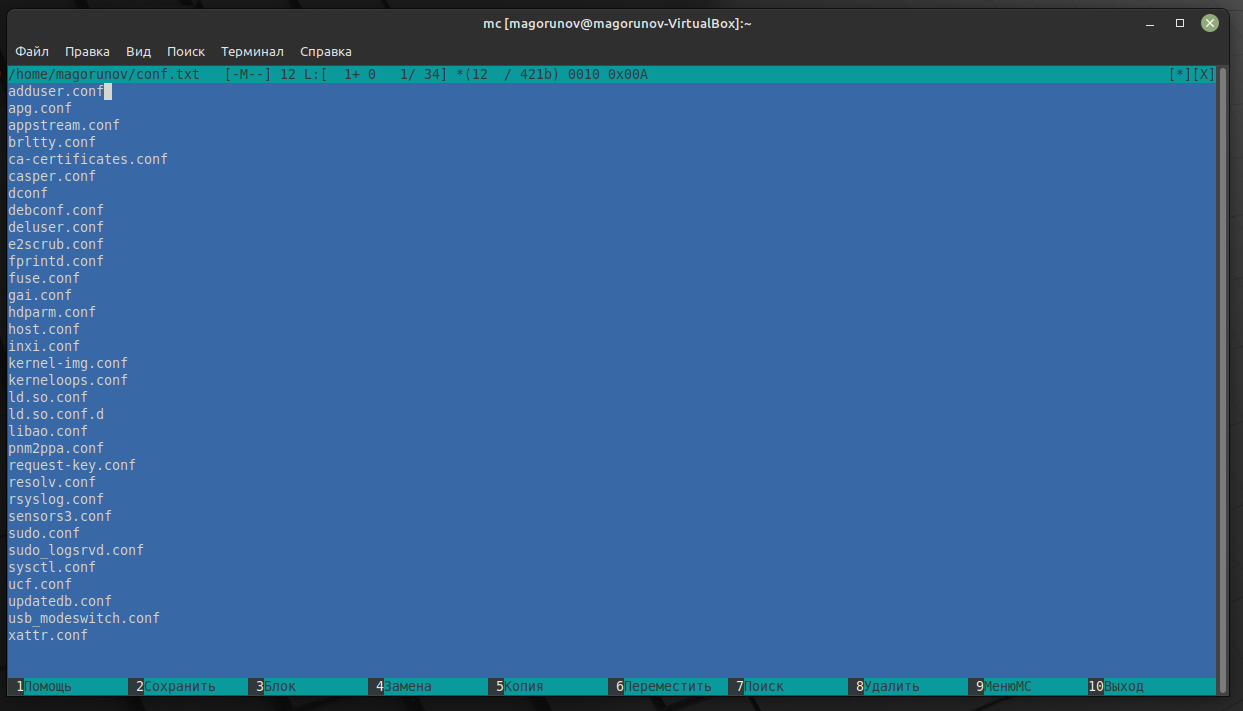 mc [magorunov@magorunov-VirtualBox]:~
Файл Правка Вид Поиск Терминал Справка
/home/magorunov/conf.txt [-M--] 12 L:[ 1+ 0 1/ 34] *(12 / 421b) 0010 0x00A [*][X]
adduser.conf
apg.conf
appstream.conf
brltty.conf
ca-certificates.conf
casper.conf
dconf
debconf.conf
deluser.conf
e2scrub.conf
fprintd.conf
fuse.conf
gai.conf
hdparm.conf
host.conf
inxi.conf
kernel-img.conf
kerneloops.conf
ld.so.conf
ld.so.conf.d
libao.conf
pnm2ppa.conf
request-key.conf
resolv.conf
rsyslog.conf
sensors3.conf
sudo.conf
sudo_logsrvd.conf
sysctl.conf
ucf.conf
updatedb.conf
usb_modeswitch.conf
xattr.conf
1Помощь 2Сохранить 3Блок 4Замена 5Копия 6Переместить 7Поиск 8Удалить 9МенюМС 10Выход